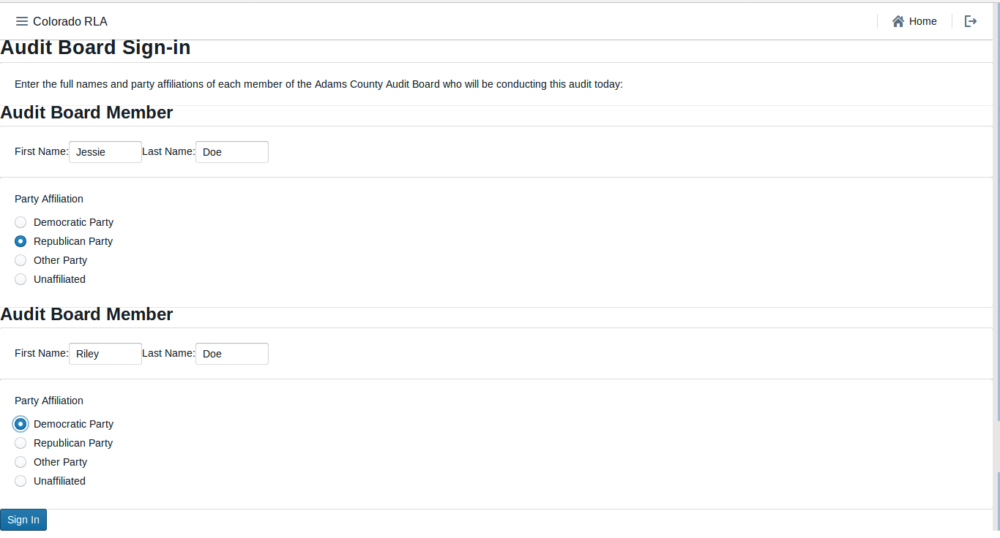 Colorado RLA Home
Audit Board Sign-in
Enter the full names and party affiliations of each member of the Adams County Audit Board who will be conducting this audit today:
Audit Board Member
First Name: Jessie Last Name: Doe
Party Affiliation
Democratic Party
Republican Party
Other Party
Unaffiliated
Audit Board Member
First Name: Riley Last Name: Doe
Party Affiliation
Democratic Party
Republican Party
Other Party
Unaffiliated
Sign In